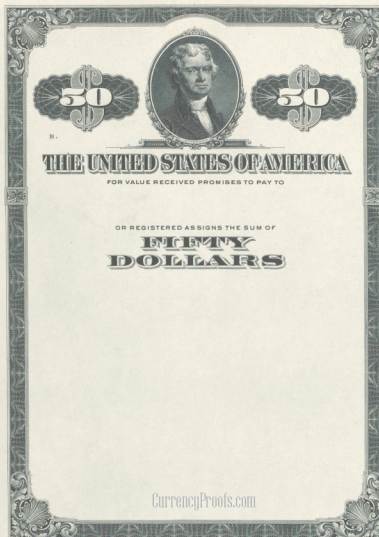 50 50
B.
THE UNITED STATES OF AMERICA
FOR VALUE RECEIVED PROMISES TO PAY TO
OR REGISTERED ASSIGNS THE SUM OF
FIFTY
DOLLARS
CurrencyProofs.com